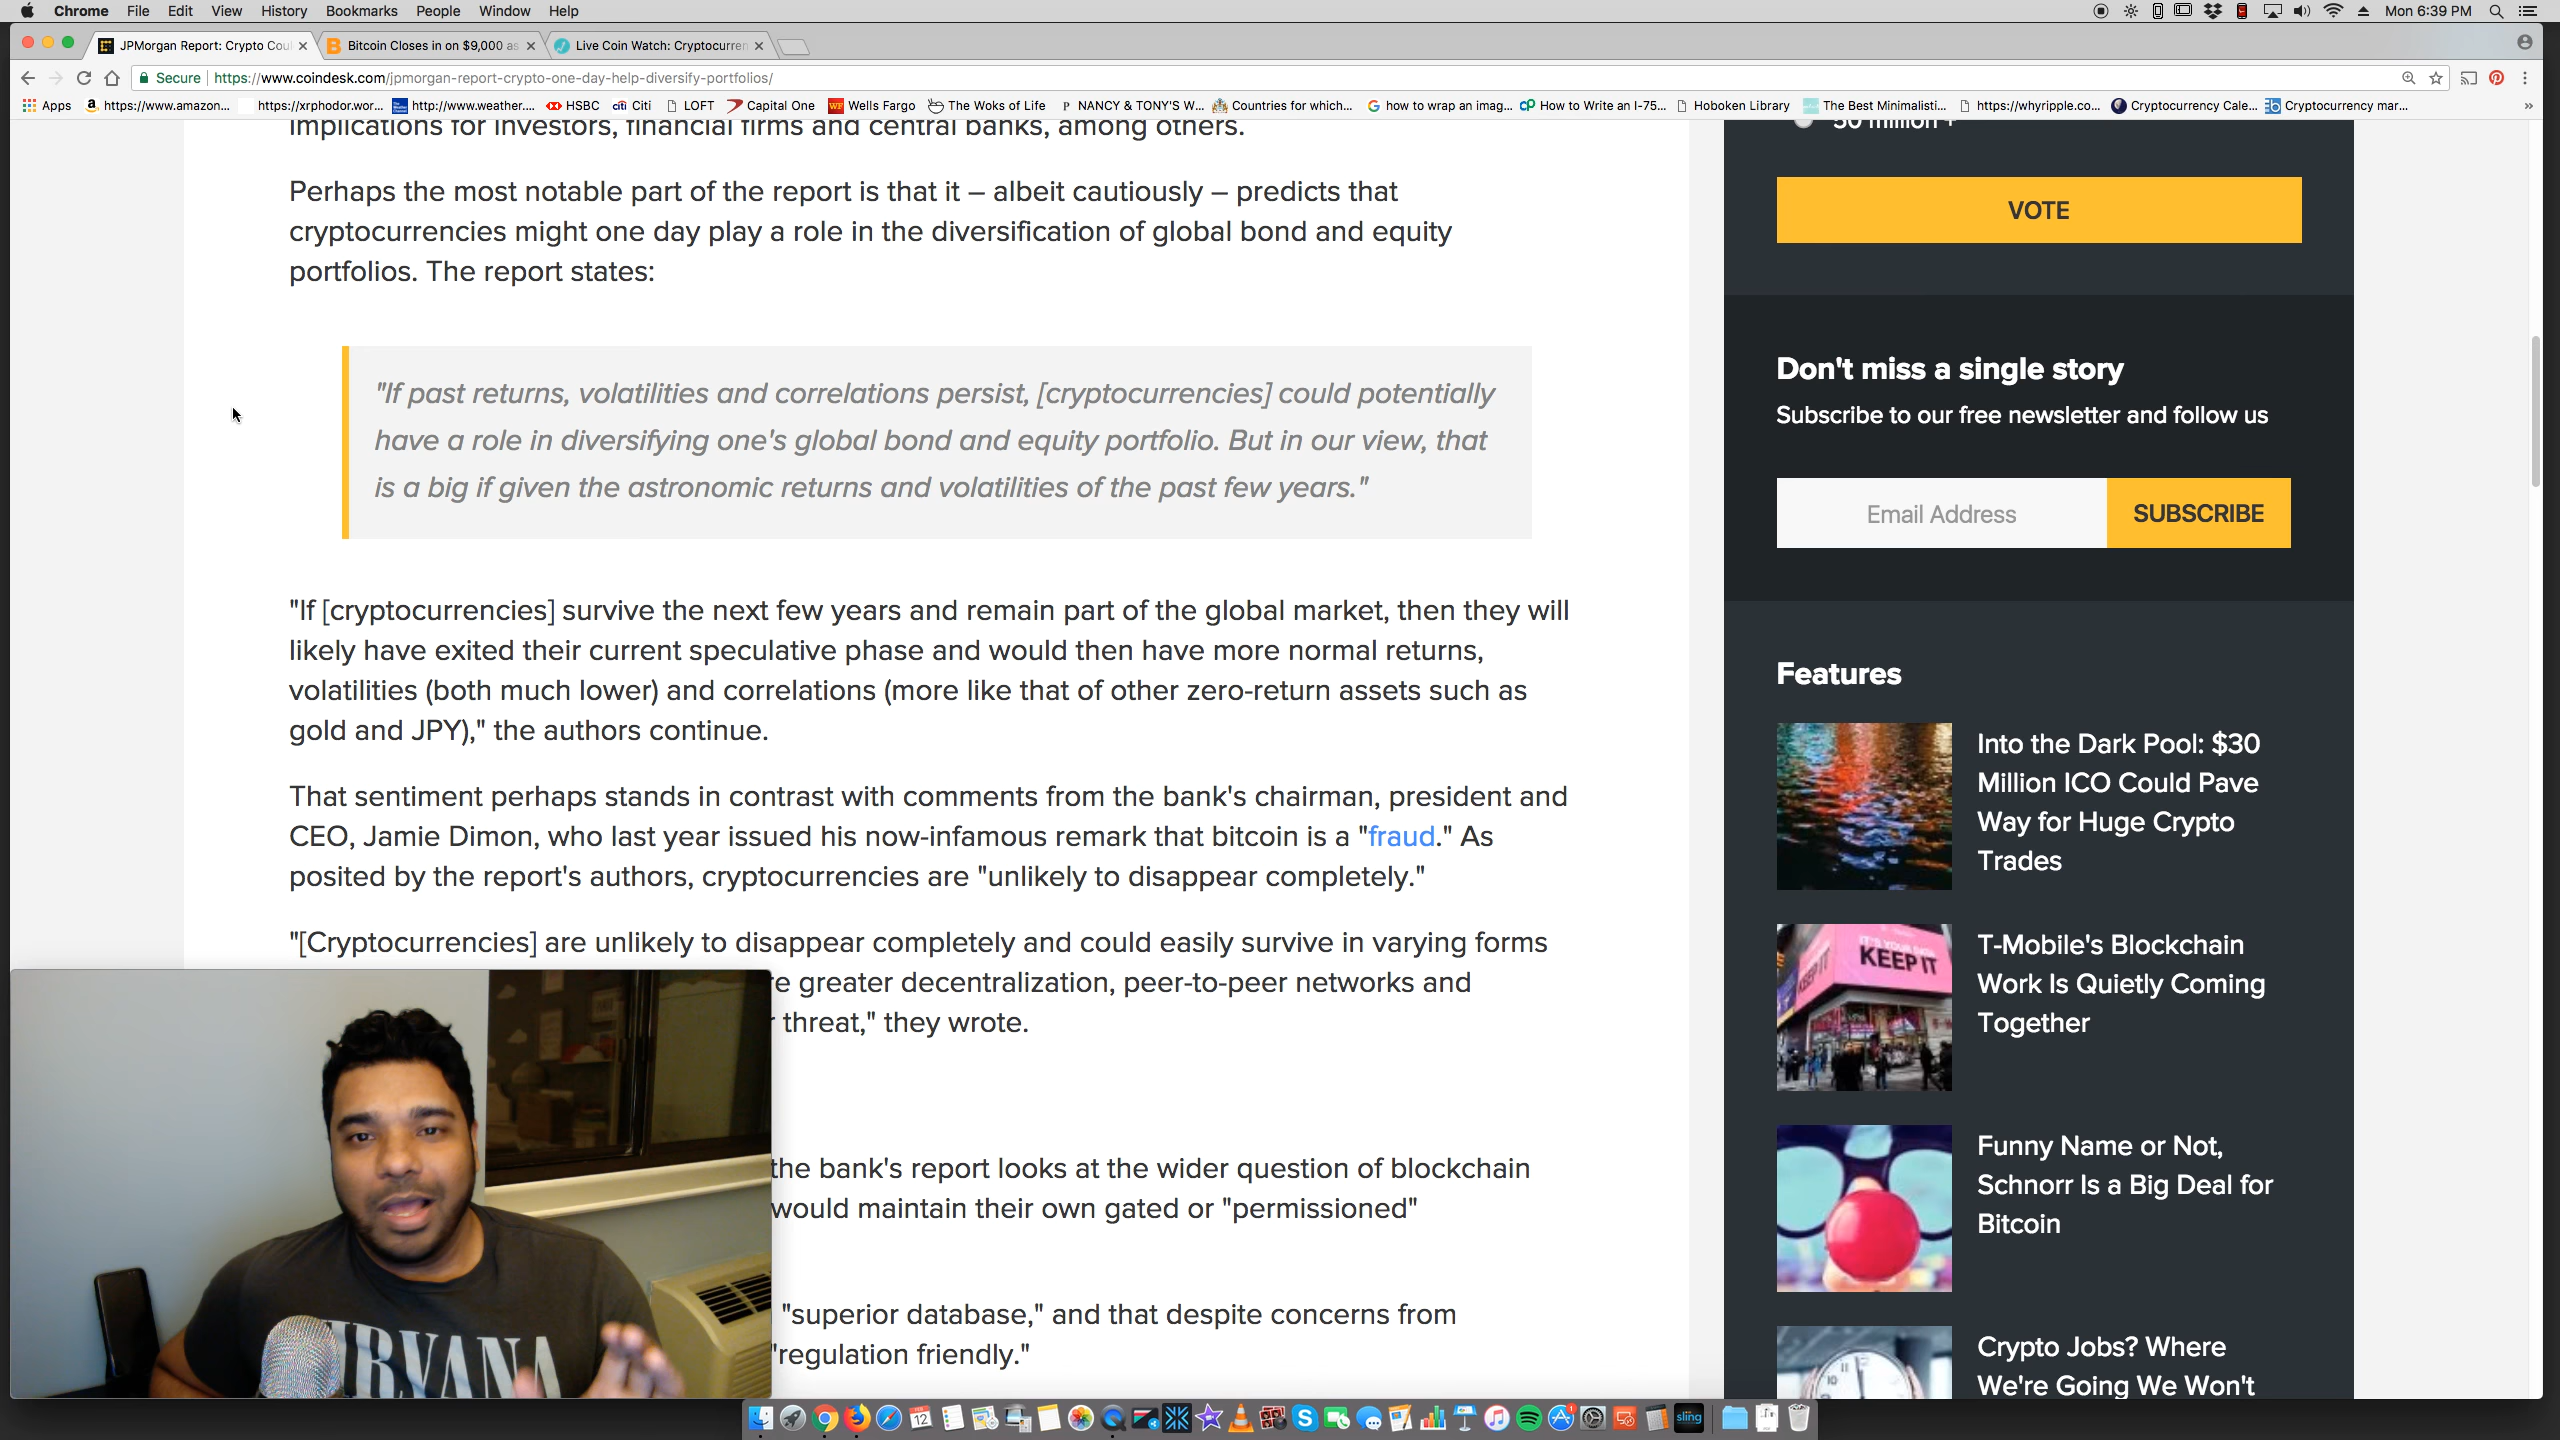 Chrome File Edit View History Bookmarks People Window Help
Mon 6:39 PM
JPMorgan Report: Crypto Coul
Bitcoin Closes in on $9,000 as
Live Coin Watch: Cryptocurren
Secure https://www.coindesk.com/jpmorgan-report-crypto-one-day-help-diversify-portfolios/
Apps https://www.amazon... https://xrphodor.wor... http://www.weather.... HSBC Citi LOFT Capital One Wells Fargo The Woks of Life NANCY & TONY'S W... Countries for which... how to wrap an imag... How to Write an I-75... Hoboken Library The Best Minimalisti... https://whyripple.co... Cryptocurrency Cale... Cryptocurrency mar...
implications for investors, financial firms and central banks, among others.
Perhaps the most notable part of the report is that it – albeit cautiously – predicts that
cryptocurrencies might one day play a role in the diversification of global bond and equity
portfolios. The report states:
"If past returns, volatilities and correlations persist, [cryptocurrencies] could potentially
have a role in diversifying one's global bond and equity portfolio. But in our view, that
is a big if given the astronomic returns and volatilities of the past few years."
"If [cryptocurrencies] survive the next few years and remain part of the global market, then they will
likely have exited their current speculative phase and would then have more normal returns,
volatilities (both much lower) and correlations (more like that of other zero-return assets such as
gold and JPY)," the authors continue.
That sentiment perhaps stands in contrast with comments from the bank's chairman, president and
CEO, Jamie Dimon, who last year issued his now-infamous remark that bitcoin is a "fraud." As
posited by the report's authors, cryptocurrencies are "unlikely to disappear completely."
"[Cryptocurrencies] are unlikely to disappear completely and could easily survive in varying forms
re greater decentralization, peer-to-peer networks and
threat," they wrote.
the bank's report looks at the wider question of blockchain
would maintain their own gated or "permissioned"
"superior database," and that despite concerns from
"regulation friendly."
NIRVANA
50 million +
VOTE
Don't miss a single story
Subscribe to our free newsletter and follow us
Email Address
SUBSCRIBE
Features
Into the Dark Pool: $30
Million ICO Could Pave
Way for Huge Crypto
Trades
KEEP IT
T-Mobile's Blockchain
Work Is Quietly Coming
Together
Funny Name or Not,
Schnorr Is a Big Deal for
Bitcoin
Crypto Jobs? Where
We're Going We Won't
12
sling